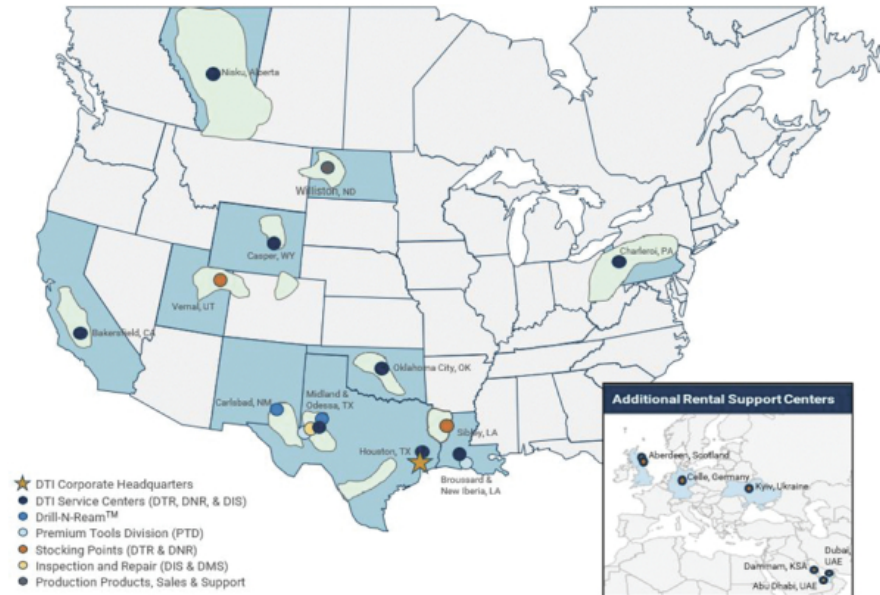 Nisku, Alberta
Williston, ND
Casper, WY
Charleroi, PA
Vernal, UT
Bakersfield, CA
Oklahoma City, OK
Carlsbad, NM
Midland &
Odessa, TX
Sibley, LA
Houston, TX
Broussard &
New Iberia, LA
DTI Corporate Headquarters
DTI Service Centers (DTR, DNR, & DIS)
Drill-N-Ream™
Premium Tools Division (PTD)
Stocking Points (DTR & DNR)
Inspection and Repair (DIS & DMS)
Production Products, Sales & Support
Additional Rental Support Centers
Aberdeen, Scotland
Celle, Germany
Kyiv, Ukraine
Dubai,
UAE
Dammam, KSA
Abu Dhabi, UAE